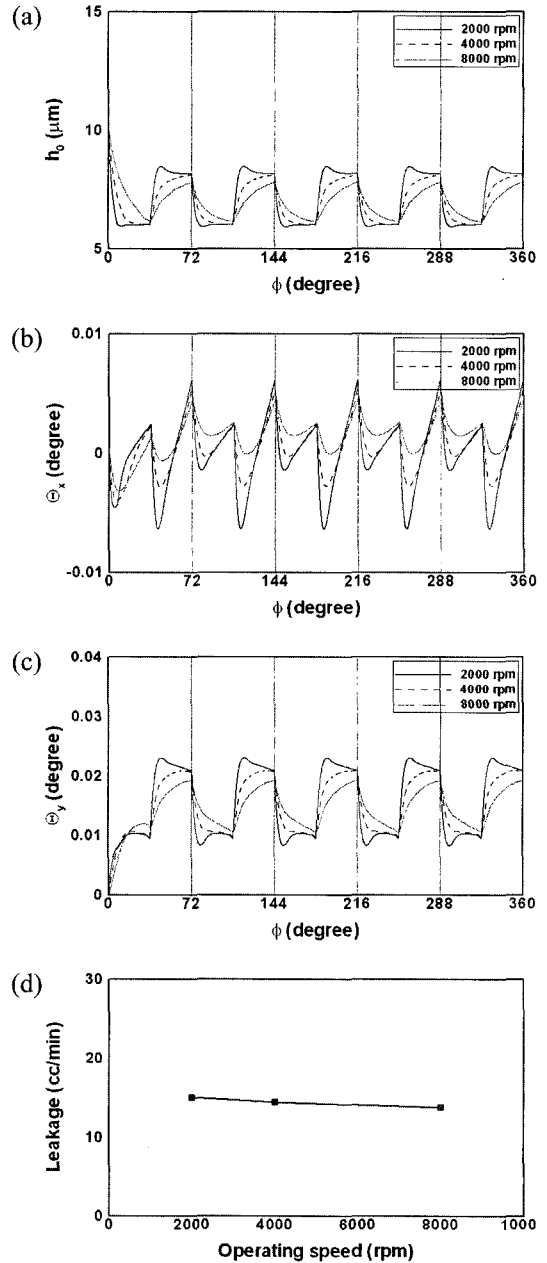 (a)
15
10
5
h₀ (μm)
2000 rpm
4000 rpm
8000 rpm
0 72 144 216 288 360
ϕ (degree)
(b)
0.01
0
-0.01
Θₓ (degree)
2000 rpm
4000 rpm
8000 rpm
0 72 144 216 288 360
ϕ (degree)
(c)
0.04
0.03
0.02
0.01
0
Θy (degree)
2000 rpm
4000 rpm
8000 rpm
0 72 144 216 288 360
ϕ (degree)
(d)
30
20
10
0
Leakage (cc/min)
0 2000 4000 6000 8000 1000
Operating speed (rpm)